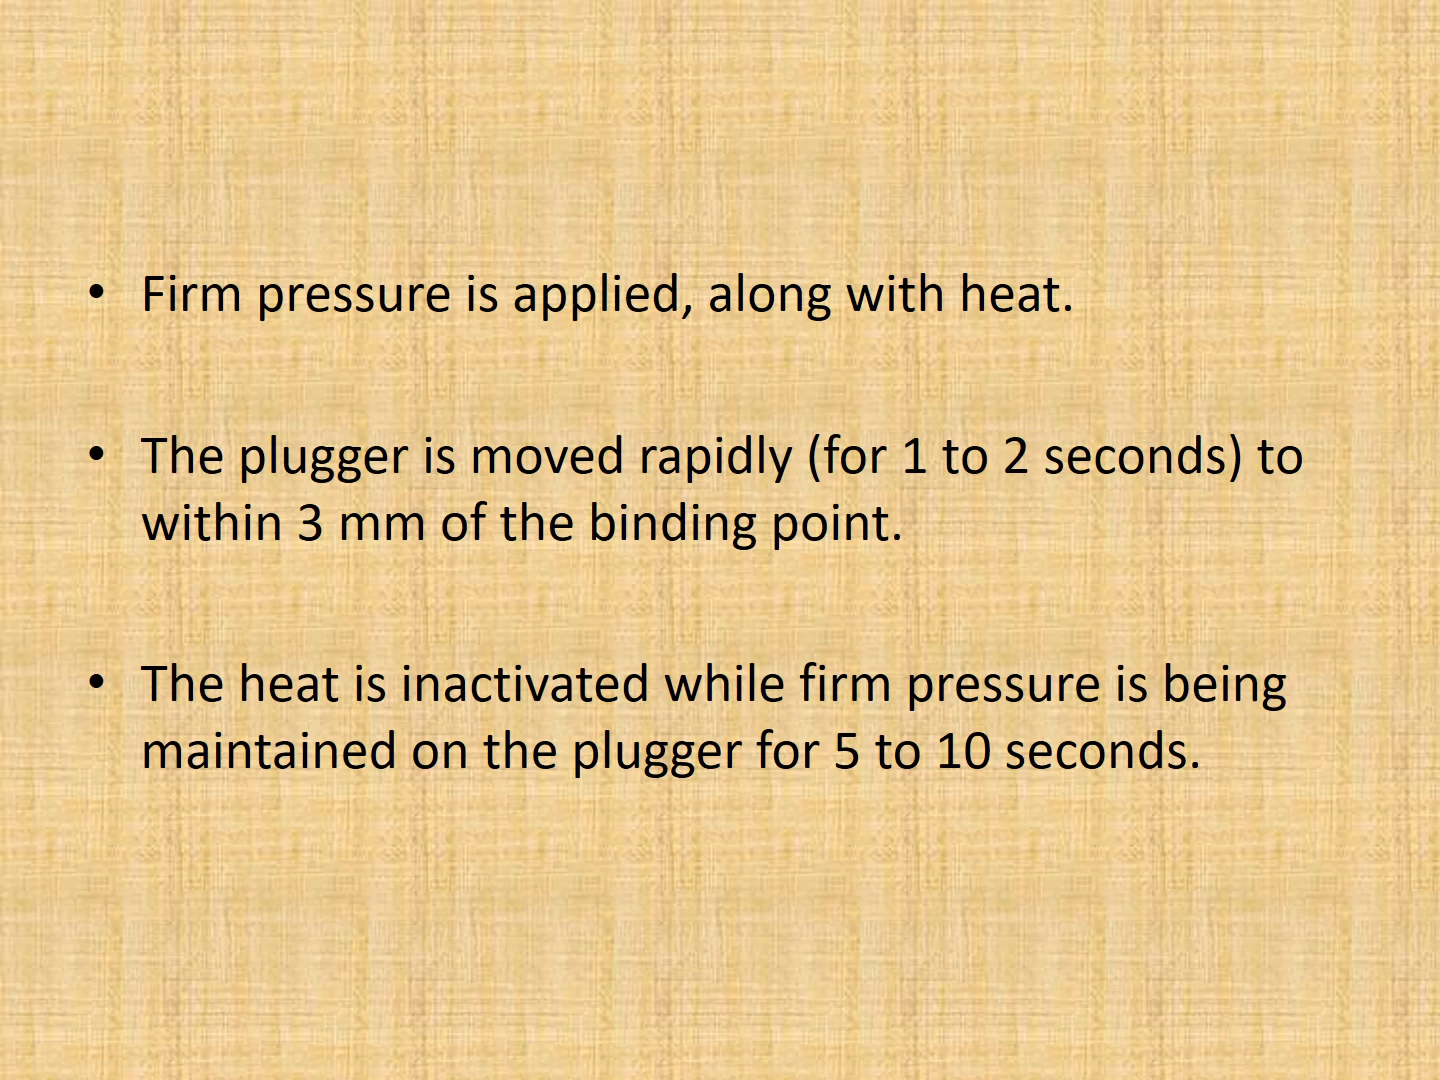 • Firm pressure is applied, along with heat.
• The plugger is moved rapidly (for 1 to 2 seconds) to
within 3 mm of the binding point.
• The heat is inactivated while firm pressure is being
maintained on the plugger for 5 to 10 seconds.